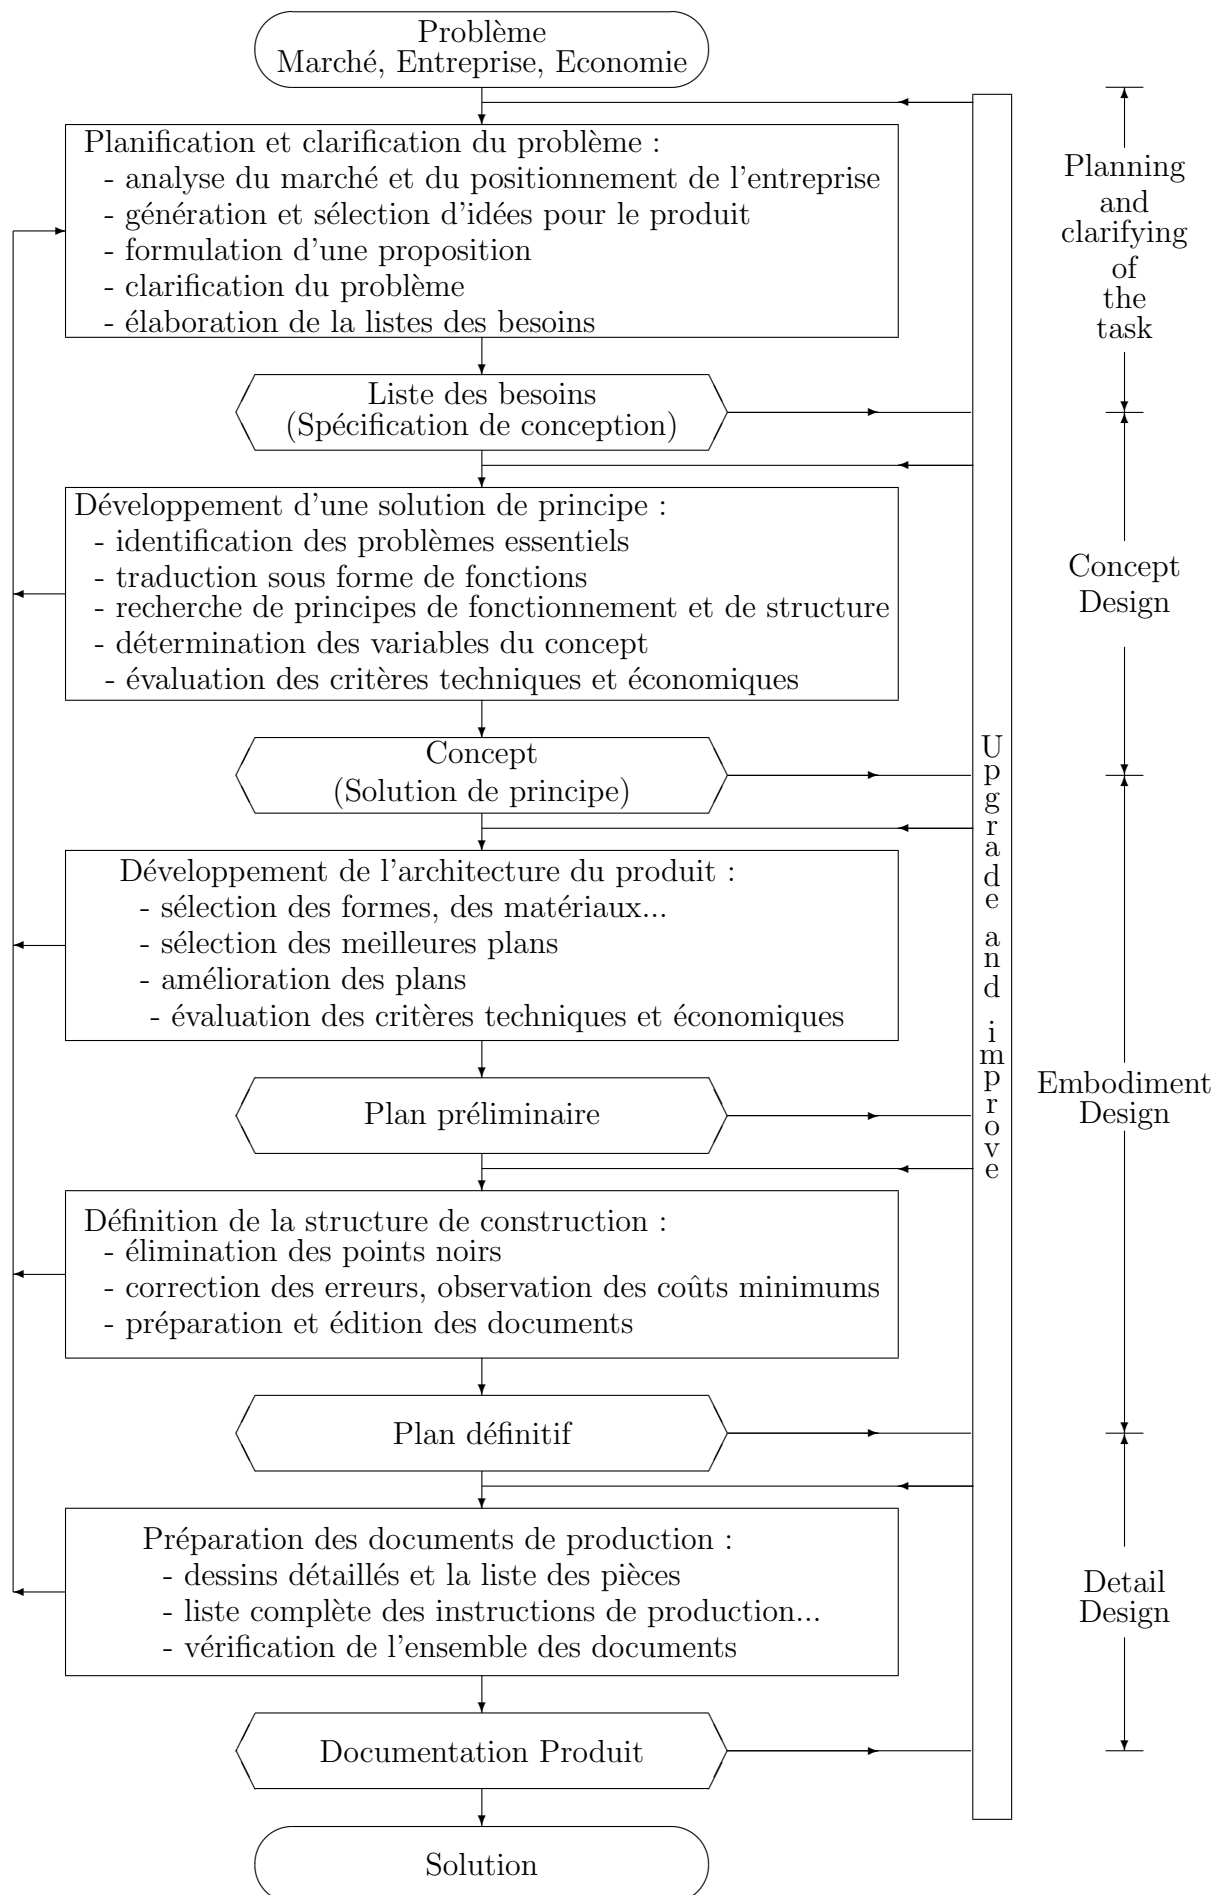 Problème
Marché, Entreprise, Economie
Planification et clarification du problème :
- analyse du marché et du positionnement de l'entreprise
- génération et sélection d'idées pour le produit
- formulation d'une proposition
- clarification du problème
- élaboration de la listes des besoins
Planning
and
clarifying
of
the
task
Liste des besoins
(Spécification de conception)
Développement d'une solution de principe :
- identification des problèmes essentiels
- traduction sous forme de fonctions
- recherche de principes de fonctionnement et de structure
- détermination des variables du concept
- évaluation des critères techniques et économiques
Concept
Design
Concept
(Solution de principe)
Upgrade and improve
Développement de l'architecture du produit :
- sélection des formes, des matériaux...
- sélection des meilleures plans
- amélioration des plans
- évaluation des critères techniques et économiques
Plan préliminaire
Embodiment
Design
Définition de la structure de construction :
- élimination des points noirs
- correction des erreurs, observation des coûts minimums
- préparation et édition des documents
Plan définitif
Préparation des documents de production :
- dessins détaillés et la liste des pièces
- liste complète des instructions de production...
- vérification de l'ensemble des documents
Detail
Design
Documentation Produit
Solution